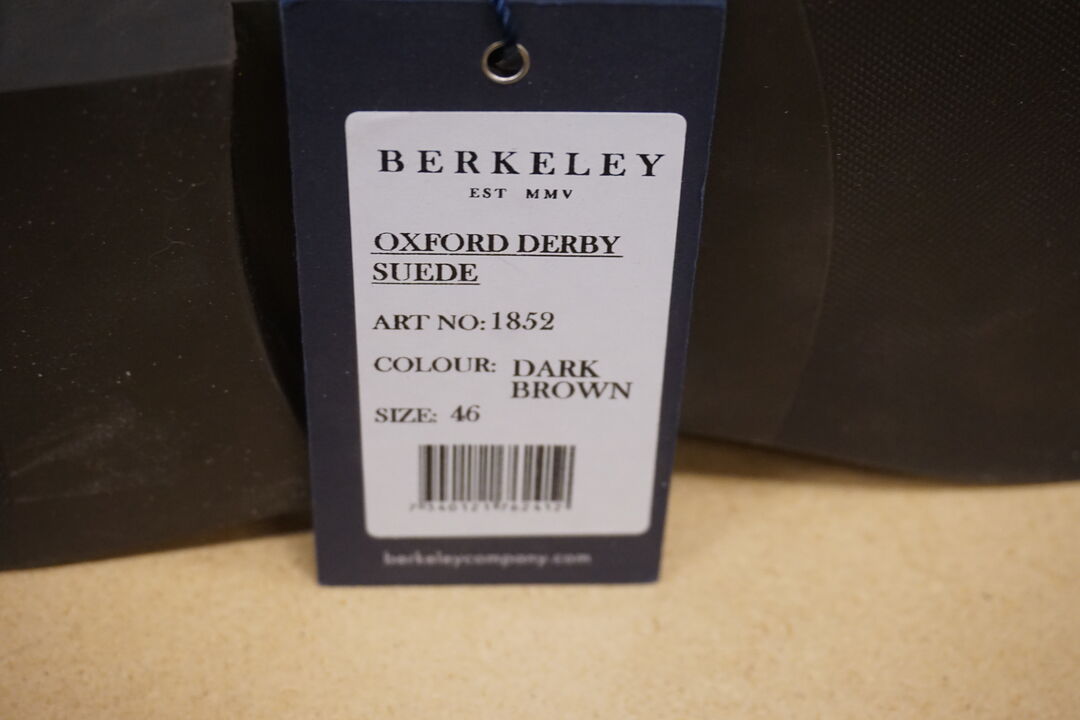 BERKELEY
EST MMV
OXFORD DERBY
SUEDE
ART NO: 1852
COLOUR: DARK
BROWN
SIZE: 46
berkeleycompany.com